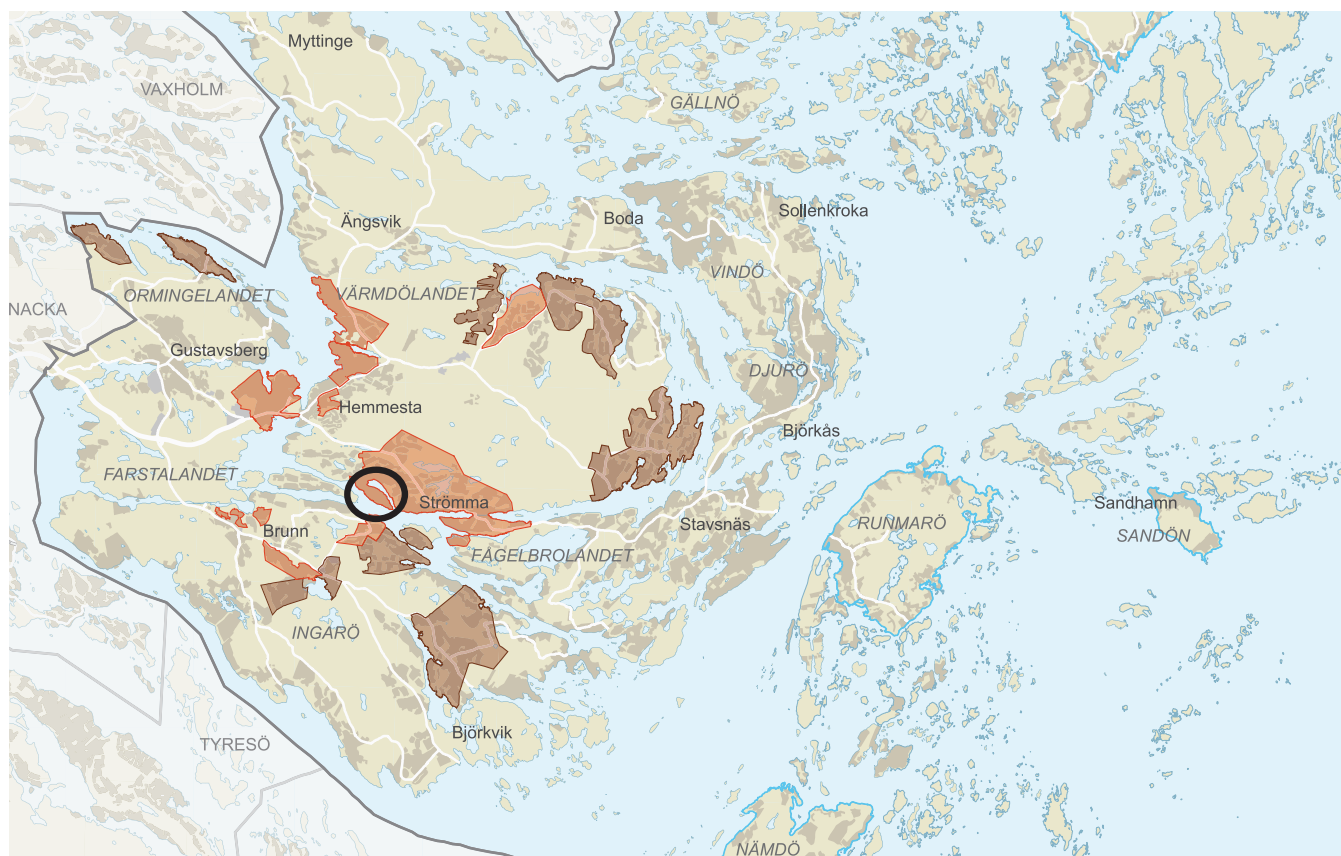 Myttinge
VAXHOLM
GÄLLNÖ
Ängsvik
Boda
Sollenkroka
VINDÖ
ORMINGELANDET
VÄRMDÖLANDET
NACKA
Gustavsberg
DJURÖ
Hemmesta
Björkås
FARSTALANDET
Strömma
Sandhamn
Stavsnäs
RUNMARÖ
SANDÖN
Brunn
FÅGELBROLANDET
INGARÖ
Björkvik
TYRESÖ
NÄMDÖ